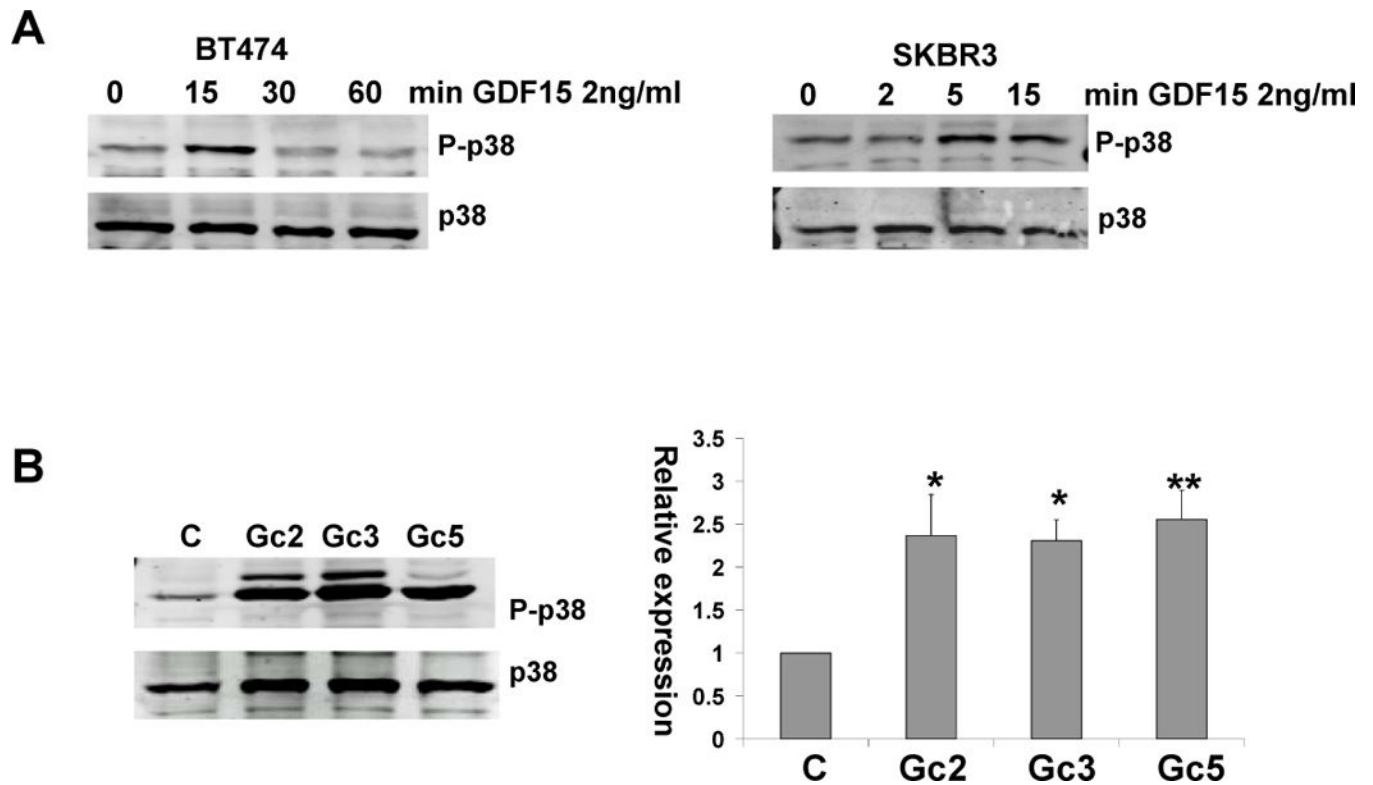 A
BT474
0 15 30 60 min GDF15 2ng/ml
P-p38
p38
SKBR3
0 2 5 15 min GDF15 2ng/ml
P-p38
p38
B
C Gc2 Gc3 Gc5
P-p38
p38
Relative expression
3.5
3
2.5
2
1.5
1
0.5
0
* * **
C Gc2 Gc3 Gc5